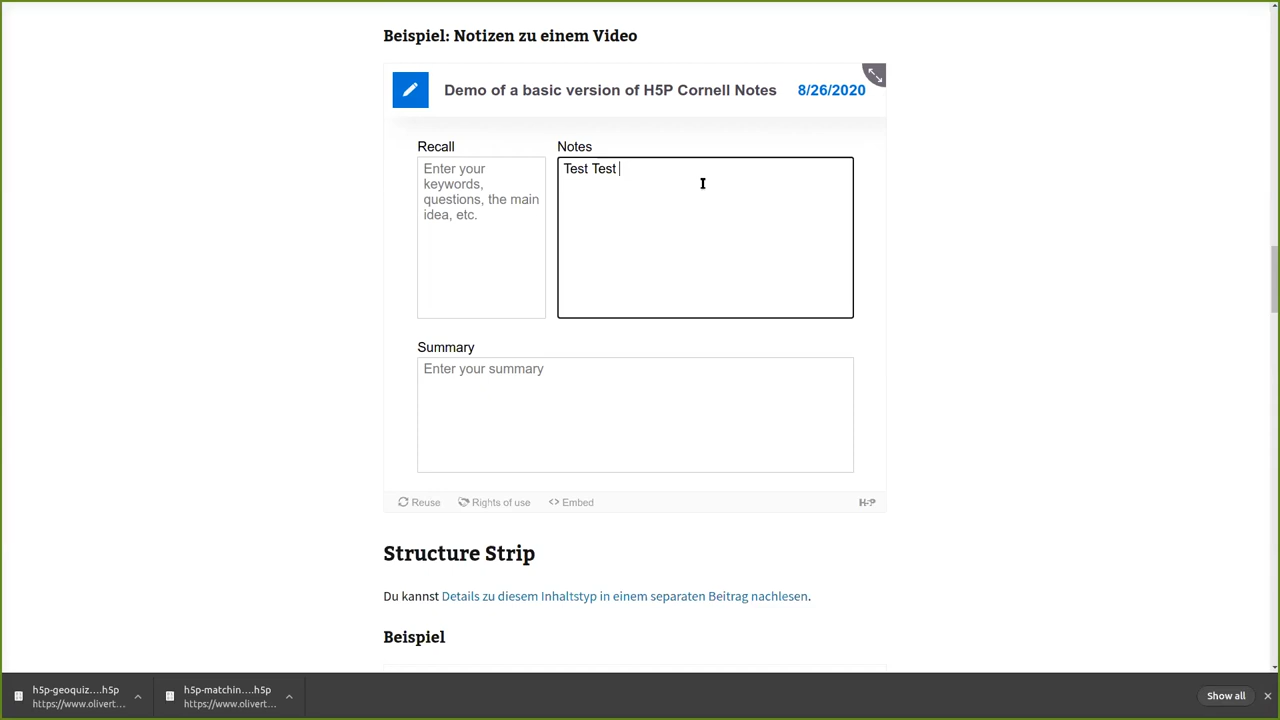 Beispiel: Notizen zu einem Video
Demo of a basic version of H5P Cornell Notes 8/26/2020
Recall
Enter your
keywords,
questions, the main
idea, etc.
Notes
Test Test
Summary
Enter your summary
Reuse Rights of use Embed H5P
Structure Strip
Du kannst Details zu diesem Inhaltstyp in einem separaten Beitrag nachlesen.
Beispiel
h5p-geoquiz....h5p
https://www.olivert...
h5p-matchin....h5p
https://www.olivert...
Show all